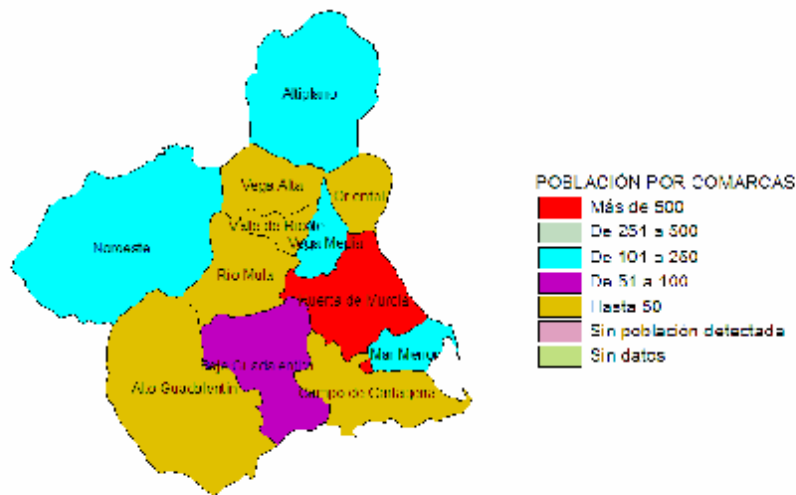 Altiplano
Vega Alta
Oriental
Valle de Ricote
Noroeste
Vega Media
Río Mula
Huerta de Murcia
Mar Menor
Bajo Guadalentín
Alto Guadalentín
Campo de Cartagena
POBLACIÓN POR COMARCAS
Más de 500
De 251 a 500
De 101 a 250
De 51 a 100
Hasta 50
Sin población detectada
Sin datos